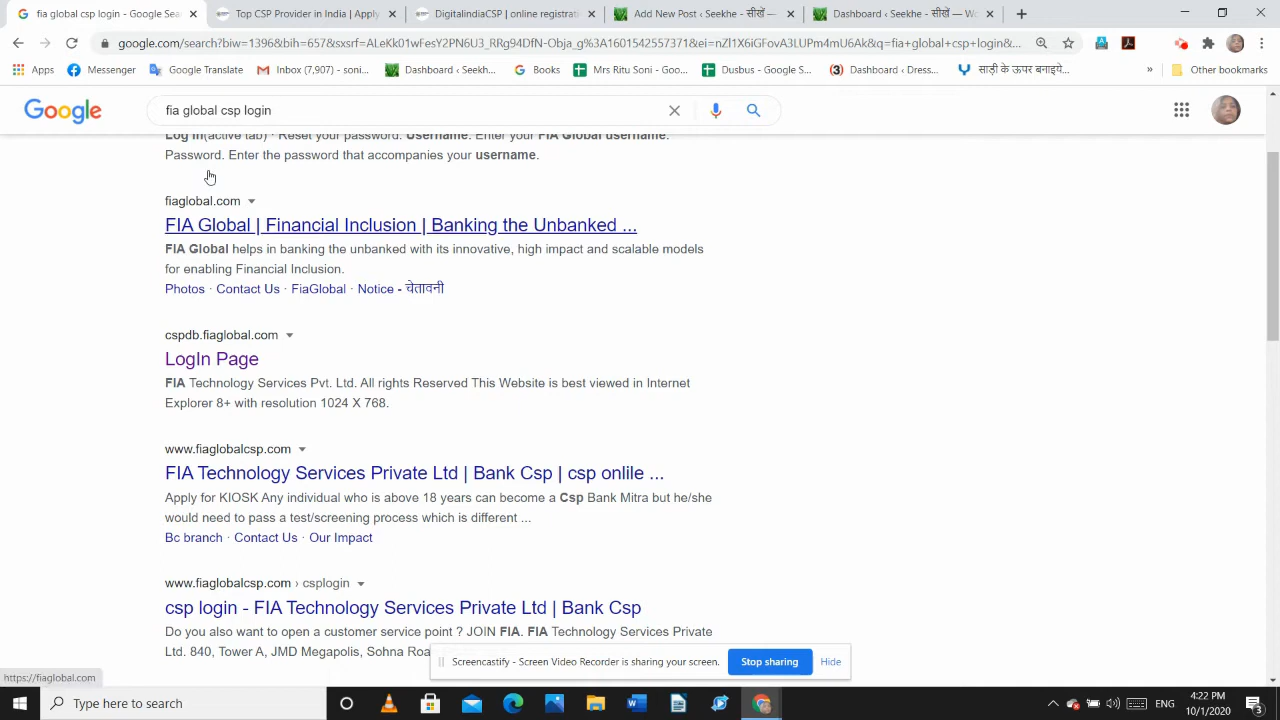 fia global csp login - Google Sea
Top CSP FIA Provider in India | Apply
DigitalindiaCSP | online registrat
Add New Post ‹ Seekhe - सीखें — W
Dashboard ‹ Seekhe - सीखें — Wo
google.com/search?biw=1396&bih=657&sxsrf=ALeKk01wFesY2PN6U3_RRg94DfN-Obja_g%3A1601542557371&ei=nZl1X6iGFovA3LUPm4mU6Ak&q=fia+global+csp+login&...
Apps
Messenger
Google Translate
Inbox (7,907) - soni...
Dashboard ‹ Seekh...
Books
Mrs Ritu Soni - Goo...
Dusbus - Google S...
(3) Dashboard ‹ Dress...
साड़ी के ऊपर बनाइये...
»
Other bookmarks
Google
fia global csp login
Log In(active tab) · Reset your password. Username. Enter your FIA Global username.
Password. Enter the password that accompanies your username.
fiaglobal.com
FIA Global | Financial Inclusion | Banking the Unbanked ...
FIA Global helps in banking the unbanked with its innovative, high impact and scalable models
for enabling Financial Inclusion.
Photos · Contact Us · FiaGlobal · Notice - चेतावनी
cspdb.fiaglobal.com
LogIn Page
FIA Technology Services Pvt. Ltd. All rights Reserved This Website is best viewed in Internet
Explorer 8+ with resolution 1024 X 768.
www.fiaglobalcsp.com
FIA Technology Services Private Ltd | Bank Csp | csp onlile ...
Apply for KIOSK Any individual who is above 18 years can become a Csp Bank Mitra but he/she
would need to pass a test/screening process which is different ...
Bc branch · Contact Us · Our Impact
www.fiaglobalcsp.com › csplogin
csp login - FIA Technology Services Private Ltd | Bank Csp
Do you also want to open a customer service point ? JOIN FIA. FIA Technology Services Private
Ltd. 840, Tower A, JMD Megapolis, Sohna Roa
Screencastify - Screen Video Recorder is sharing your screen.
Stop sharing
Hide
https://fiaglobal.com
Type here to search
ENG
4:22 PM
10/1/2020
3